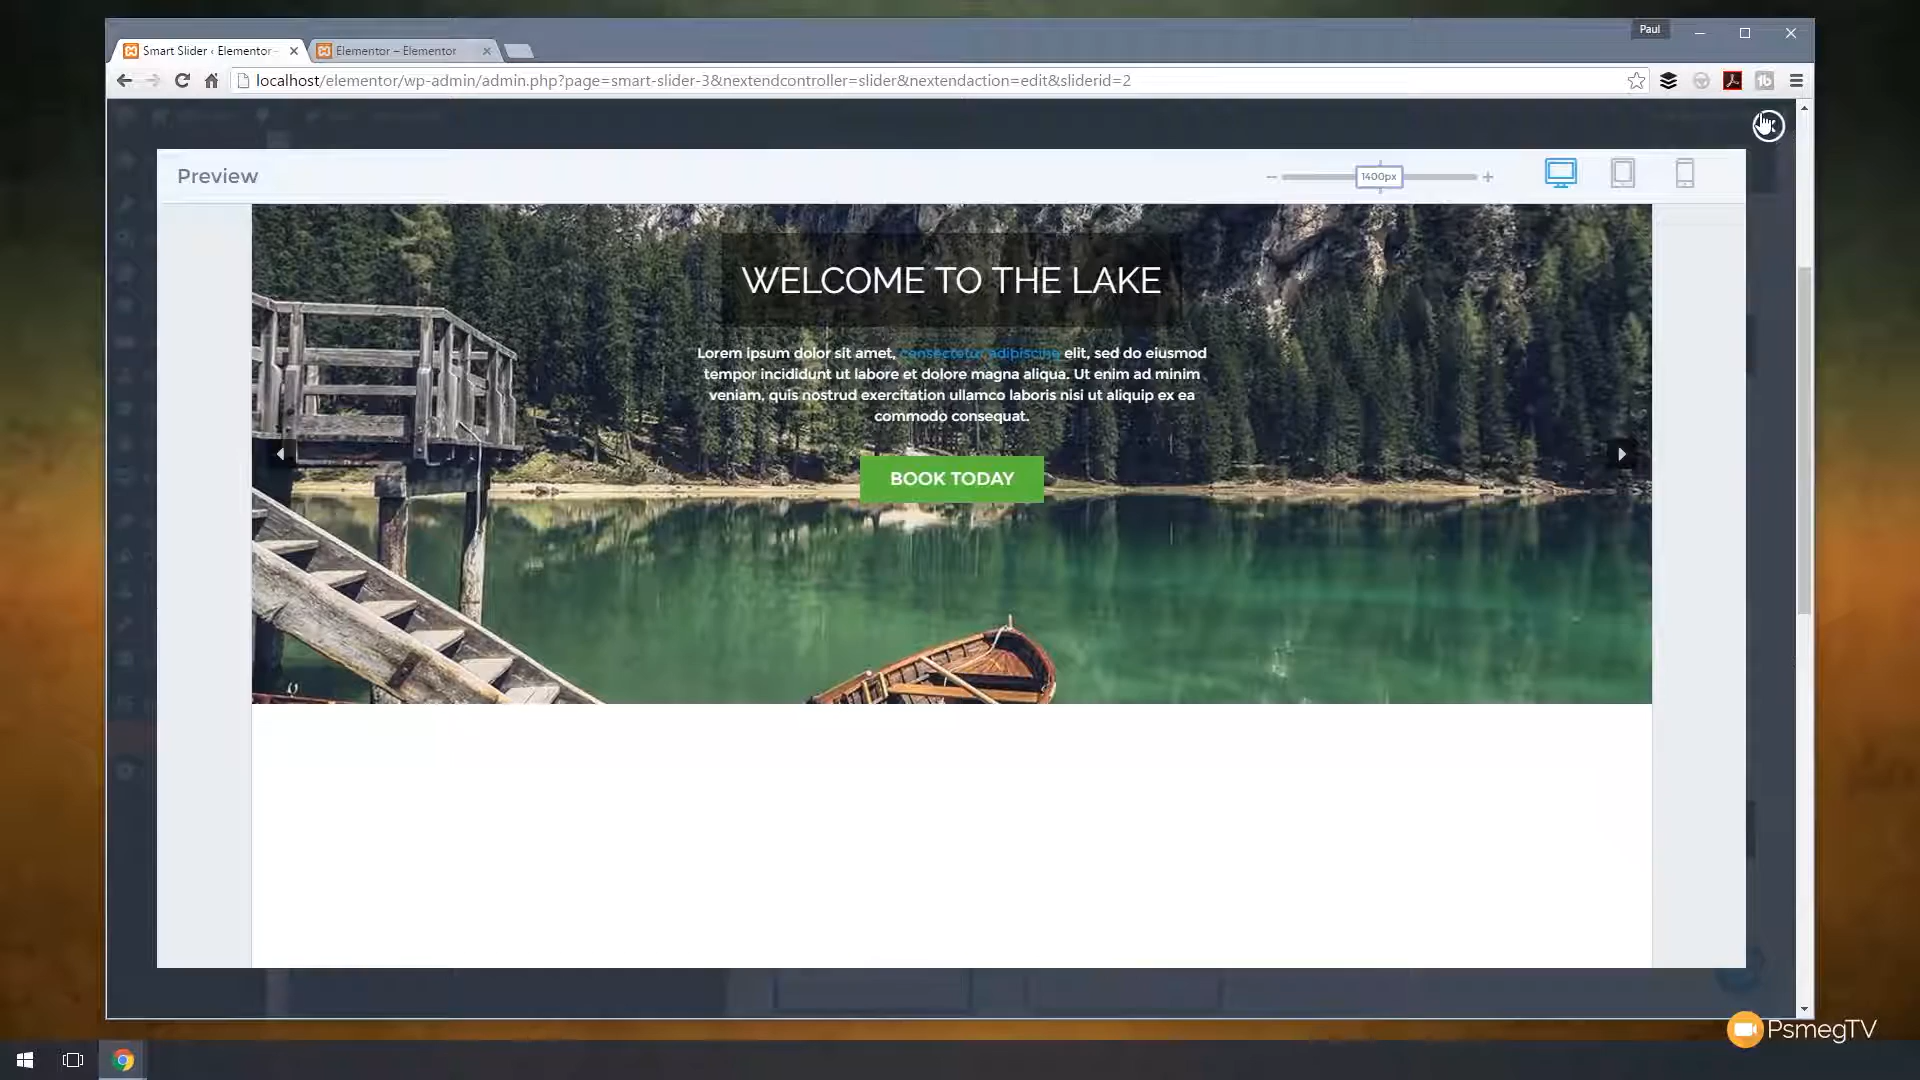 Paul
Smart Slider ‹ Elementor -
Elementor – Elementor
localhost/elementor/wp-admin/admin.php?page=smart-slider-3&nextendcontroller=slider&nextendaction=edit&sliderid=2
Preview
1400px
WELCOME TO THE LAKE
Lorem ipsum dolor sit amet, consectetur adipiscing elit, sed do eiusmod
tempor incididunt ut labore et dolore magna aliqua. Ut enim ad minim
veniam, quis nostrud exercitation ullamco laboris nisi ut aliquip ex ea
commodo consequat.
BOOK TODAY
PsmegTV